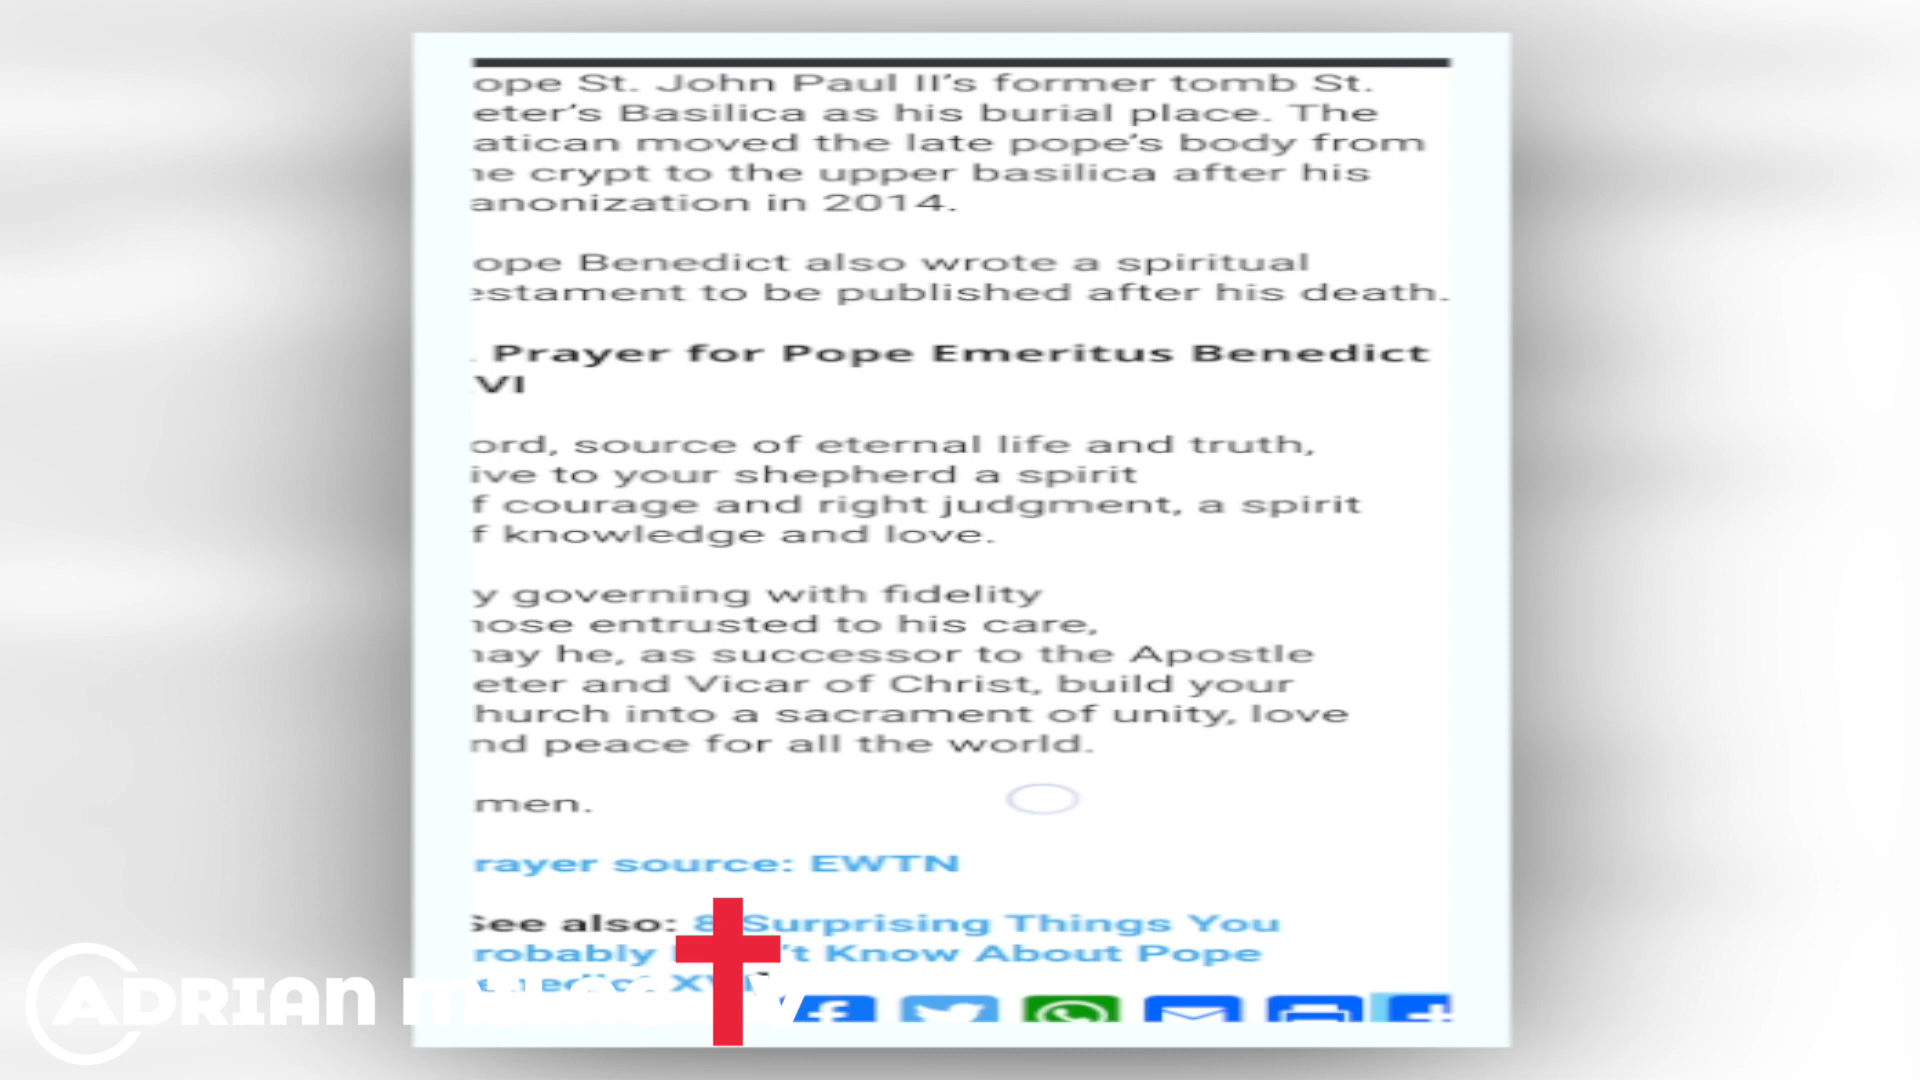 ope St. John Paul II’s former tomb St.
eter’s Basilica as his burial place. The
atican moved the late pope’s body from
he crypt to the upper basilica after his
anonization in 2014.
ope Benedict also wrote a spiritual
estament to be published after his death.
Prayer for Pope Emeritus Benedict
VI
ord, source of eternal life and truth,
ive to your shepherd a spirit
f courage and right judgment, a spirit
f knowledge and love.
y governing with fidelity
hose entrusted to his care,
may he, as successor to the Apostle
eter and Vicar of Christ, build your
hurch into a sacrament of unity, love
nd peace for all the world.
men.
rayer source: EWTN
See also: 8 Surprising Things You
robably 't Know About Pope
XVI
ADRIAN